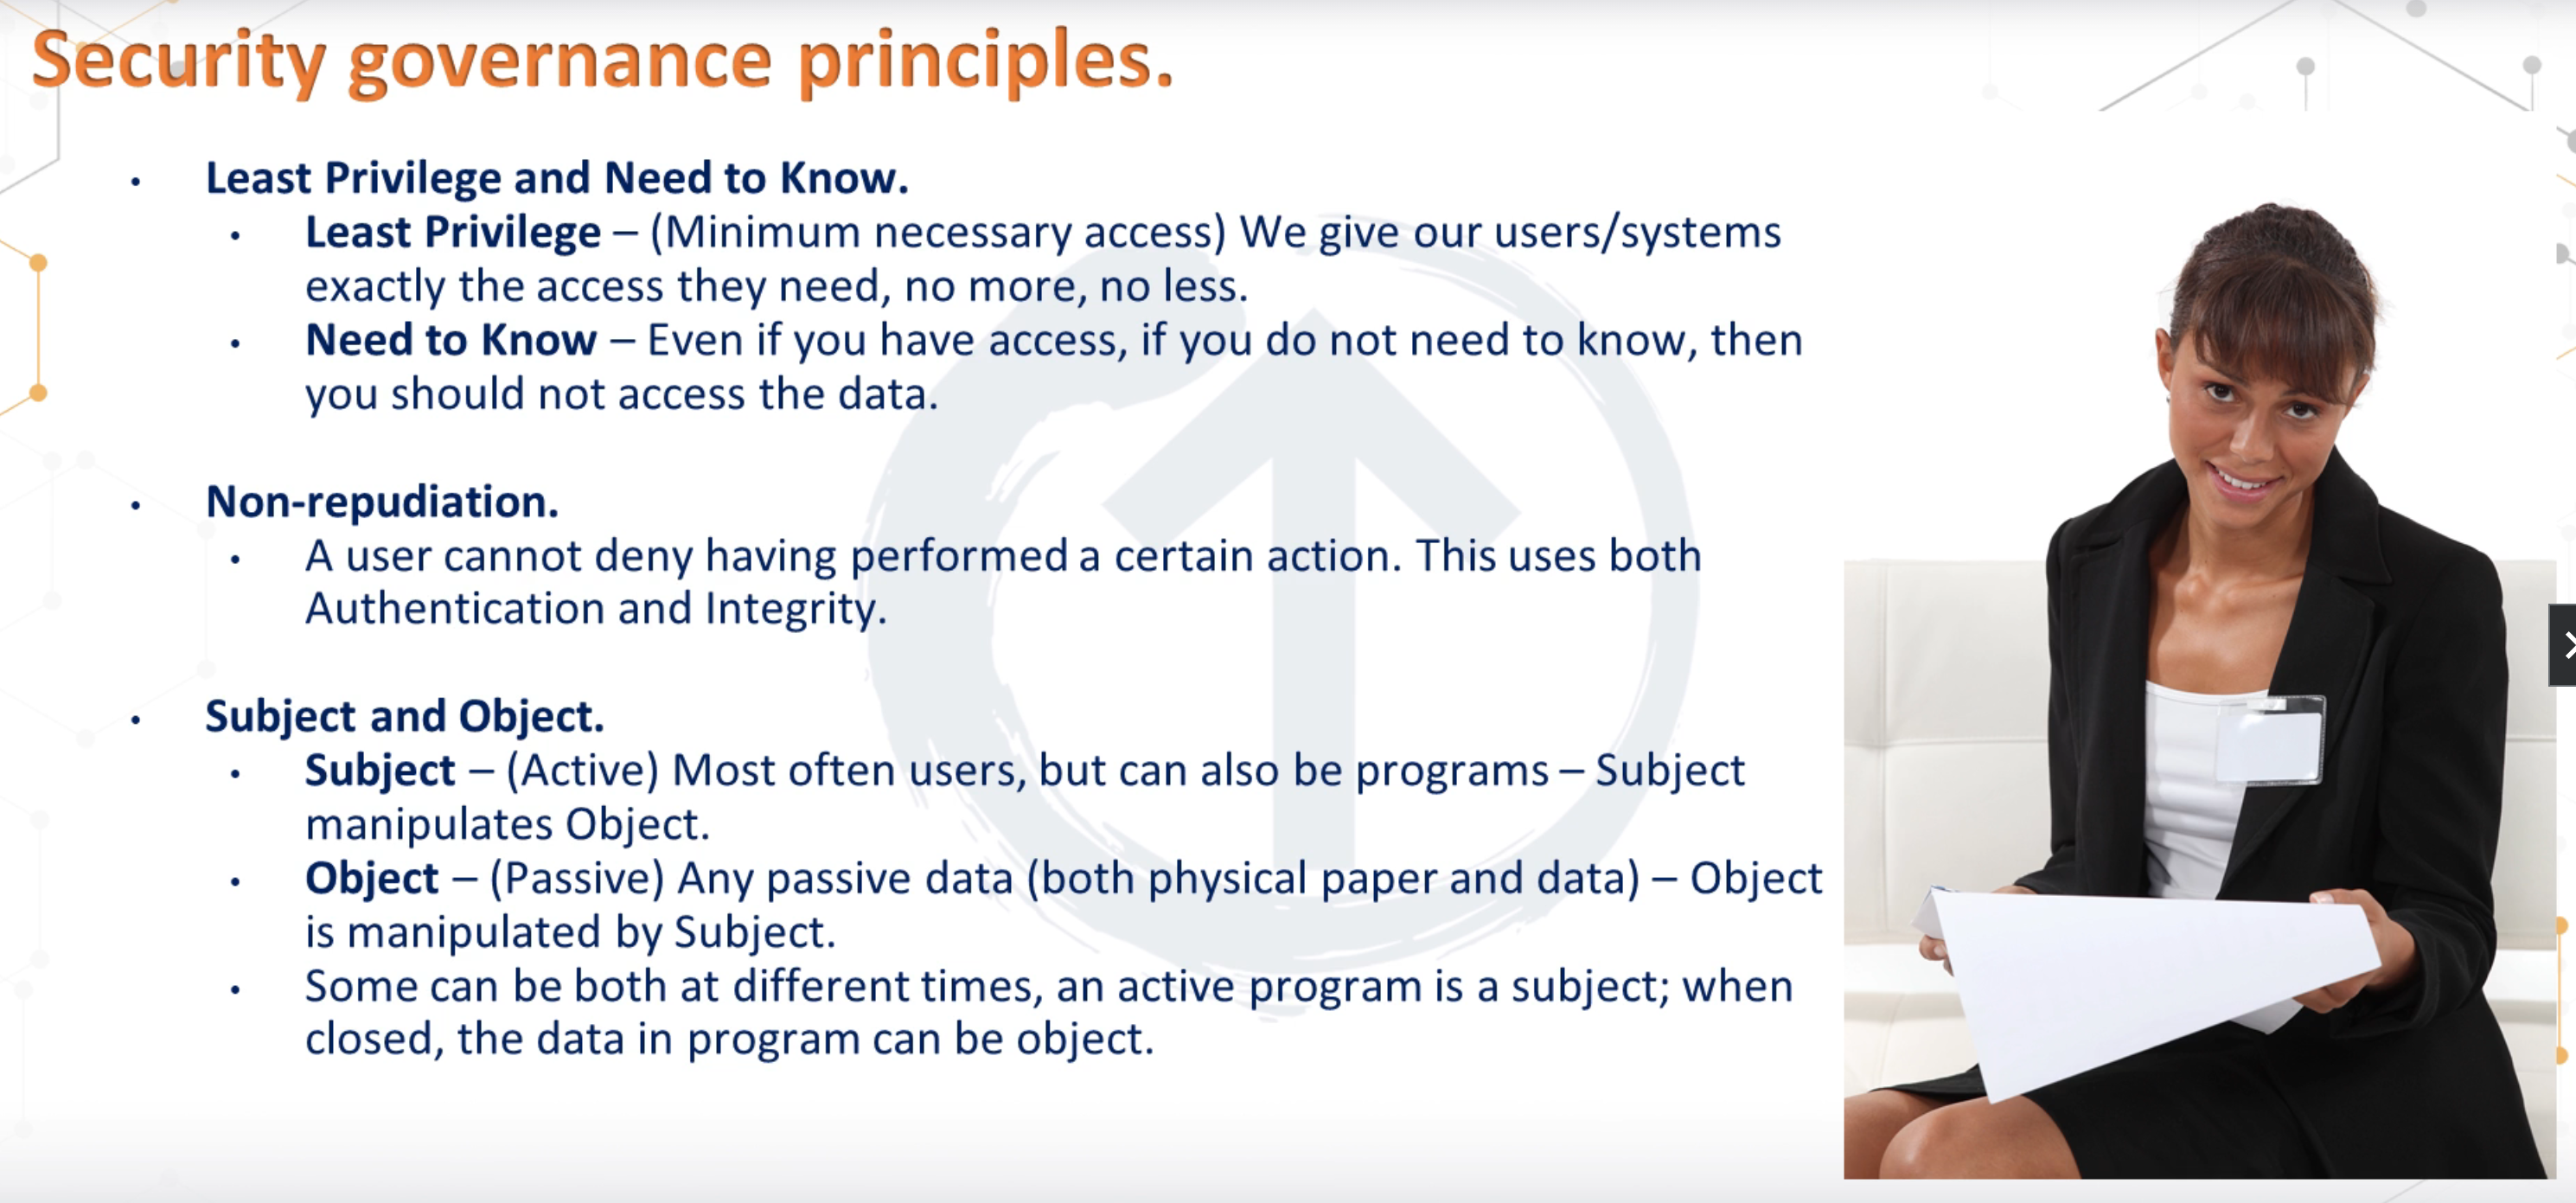 Security governance principles.
• Least Privilege and Need to Know.
• Least Privilege – (Minimum necessary access) We give our users/systems
exactly the access they need, no more, no less.
• Need to Know – Even if you have access, if you do not need to know, then
you should not access the data.
• Non-repudiation.
• A user cannot deny having performed a certain action. This uses both
Authentication and Integrity.
• Subject and Object.
• Subject – (Active) Most often users, but can also be programs – Subject
manipulates Object.
• Object – (Passive) Any passive data (both physical paper and data) – Object
is manipulated by Subject.
• Some can be both at different times, an active program is a subject; when
closed, the data in program can be object.